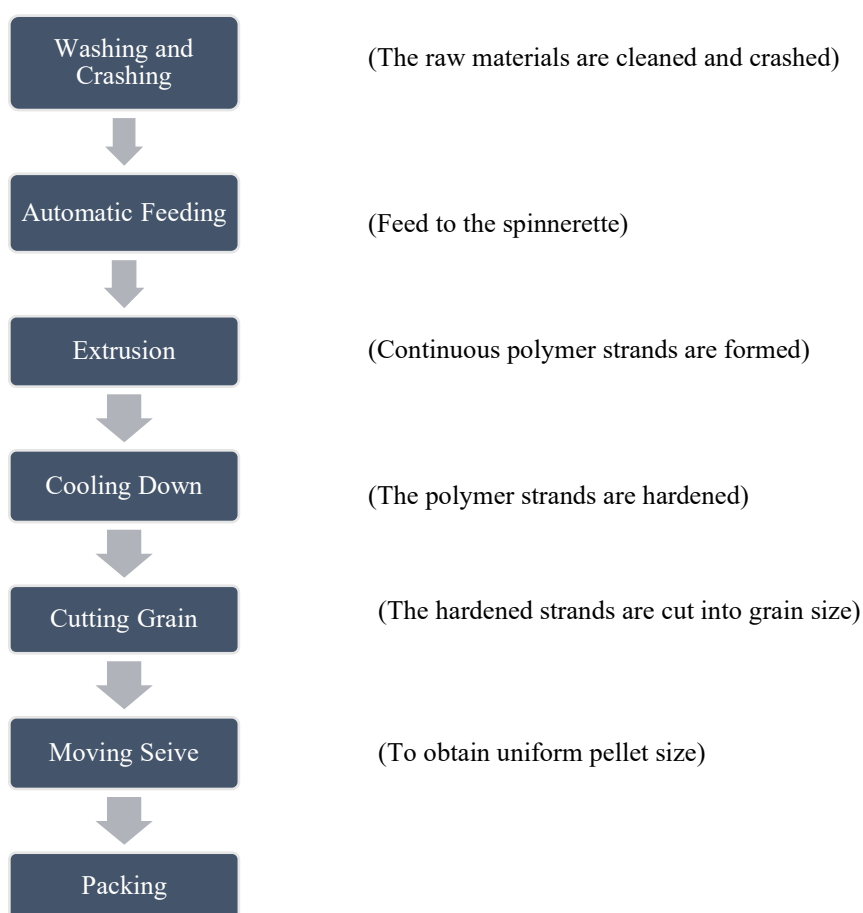 Washing and
Crashing
(The raw materials are cleaned and crashed)
Automatic Feeding
(Feed to the spinnerette)
Extrusion
(Continuous polymer strands are formed)
Cooling Down
(The polymer strands are hardened)
Cutting Grain
(The hardened strands are cut into grain size)
Moving Seive
(To obtain uniform pellet size)
Packing